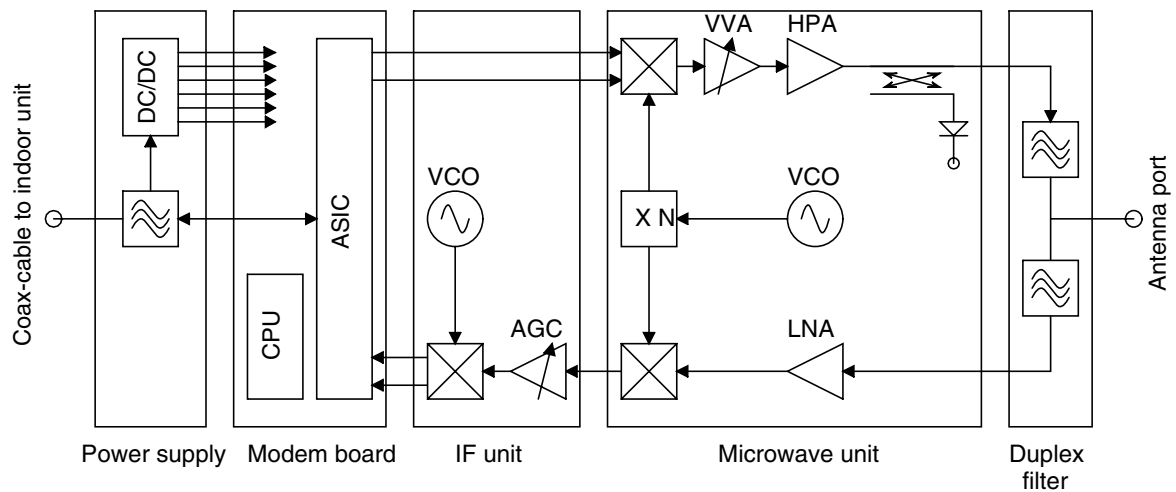 Coax-cable to indoor unit
DC/DC
ASIC
CPU
VCO
AGC
VVA
HPA
X N
VCO
LNA
Antenna port
Power supply
Modem board
IF unit
Microwave unit
Duplex
filter